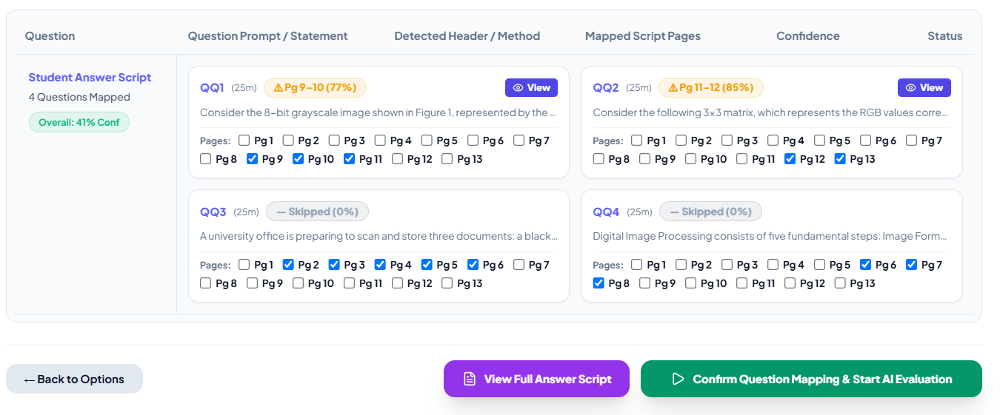 Question Question Prompt / Statement Detected Header / Method Mapped Script Pages Confidence Status
Student Answer Script
4 Questions Mapped
Overall: 41% Conf
QQ1 (25m) ⚠ Pg 9–10 (77%) View
Consider the 8–bit grayscale image shown in Figure 1, represented by the ...
Pages: Pg 1 Pg 2 Pg 3 Pg 4 Pg 5 Pg 6 Pg 7
Pg 8 Pg 9 Pg 10 Pg 11 Pg 12 Pg 13
QQ2 (25m) ⚠ Pg 11–12 (85%) View
Consider the following 3×3 matrix, which represents the RGB values corre...
Pages: Pg 1 Pg 2 Pg 3 Pg 4 Pg 5 Pg 6 Pg 7
Pg 8 Pg 9 Pg 10 Pg 11 Pg 12 Pg 13
QQ3 (25m) — Skipped (0%)
A university office is preparing to scan and store three documents: a black...
Pages: Pg 1 Pg 2 Pg 3 Pg 4 Pg 5 Pg 6 Pg 7
Pg 8 Pg 9 Pg 10 Pg 11 Pg 12 Pg 13
QQ4 (25m) — Skipped (0%)
Digital Image Processing consists of five fundamental steps: Image Form...
Pages: Pg 1 Pg 2 Pg 3 Pg 4 Pg 5 Pg 6 Pg 7
Pg 8 Pg 9 Pg 10 Pg 11 Pg 12 Pg 13
← Back to Options
View Full Answer Script
Confirm Question Mapping & Start AI Evaluation